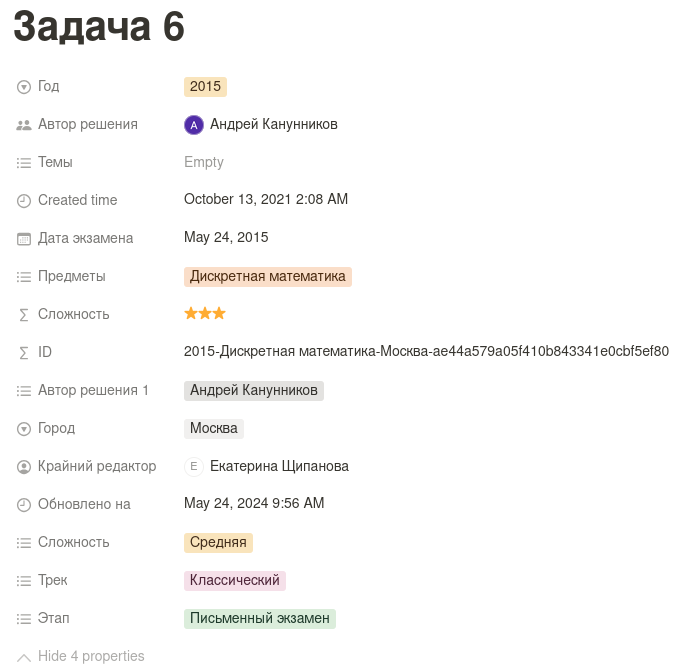 Задача 6
Год 2015
Автор решения А Андрей Канунников
Темы Empty
Created time October 13, 2021 2:08 AM
Дата экзамена May 24, 2015
Предметы Дискретная математика
Сложность ⭐⭐⭐
ID 2015-Дискретная математика-Москва-ae44a579a05f410b843341e0cbf5ef80
Автор решения 1 Андрей Канунников
Город Москва
Крайний редактор Е Екатерина Щипанова
Обновлено на May 24, 2024 9:56 AM
Сложность Средняя
Трек Классический
Этап Письменный экзамен
Hide 4 properties